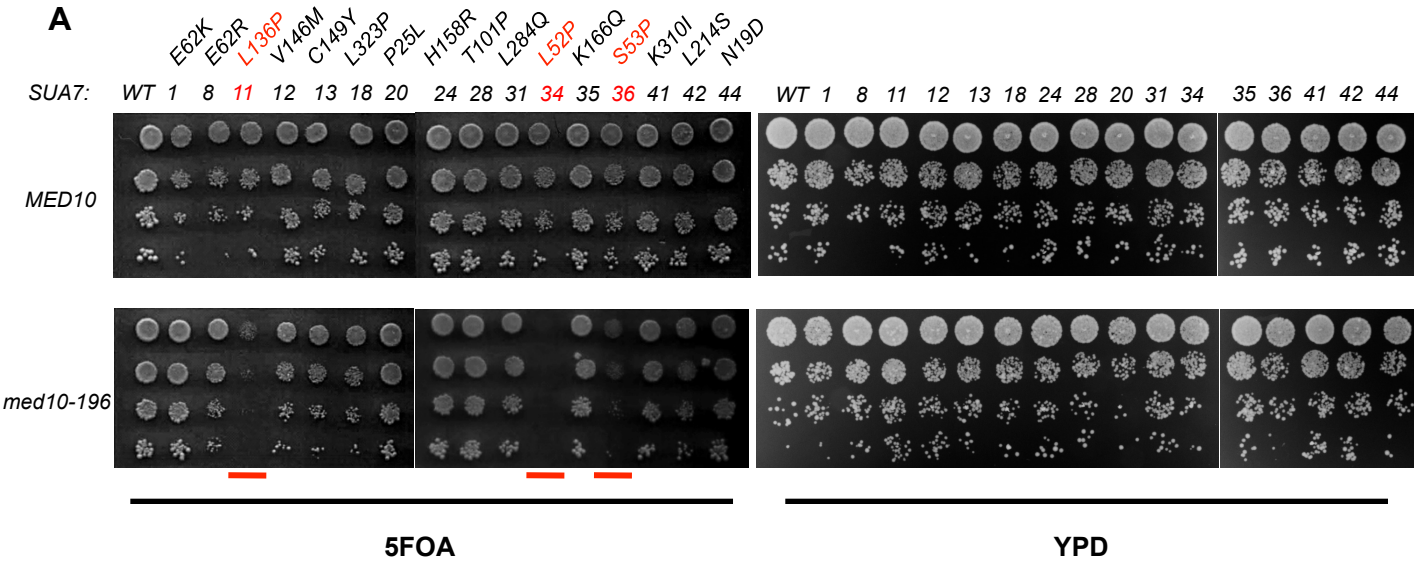 A
E62K E62R L136P V146M C149Y L323P P25L H158R T101P L284Q L52P K166Q S53P K310I L214S N19D
SUA7: WT 1 8 11 12 13 18 20 24 28 31 34 35 36 41 42 44 WT 1 8 11 12 13 18 24 28 20 31 34 35 36 41 42 44
MED10
med10-196
5FOA YPD